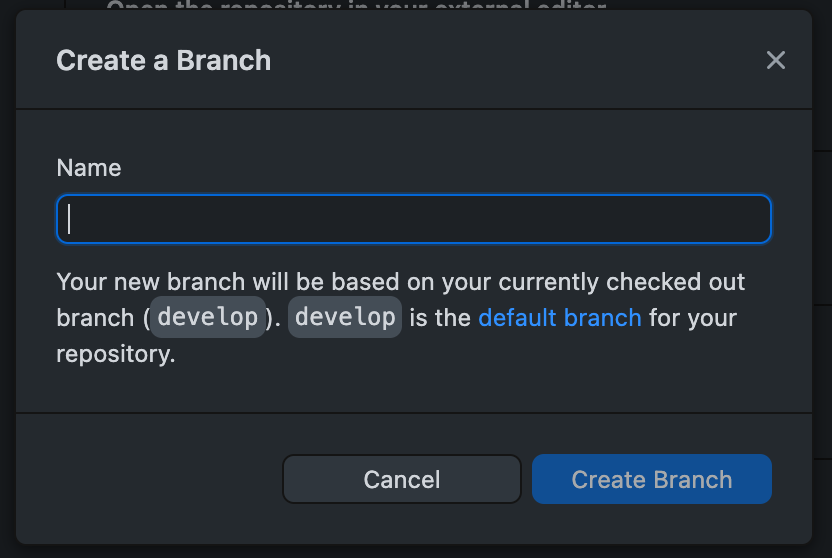 Open the repository in your external editor
Create a Branch
Name
Your new branch will be based on your currently checked out
branch (develop). develop is the default branch for your
repository.
Cancel
Create Branch